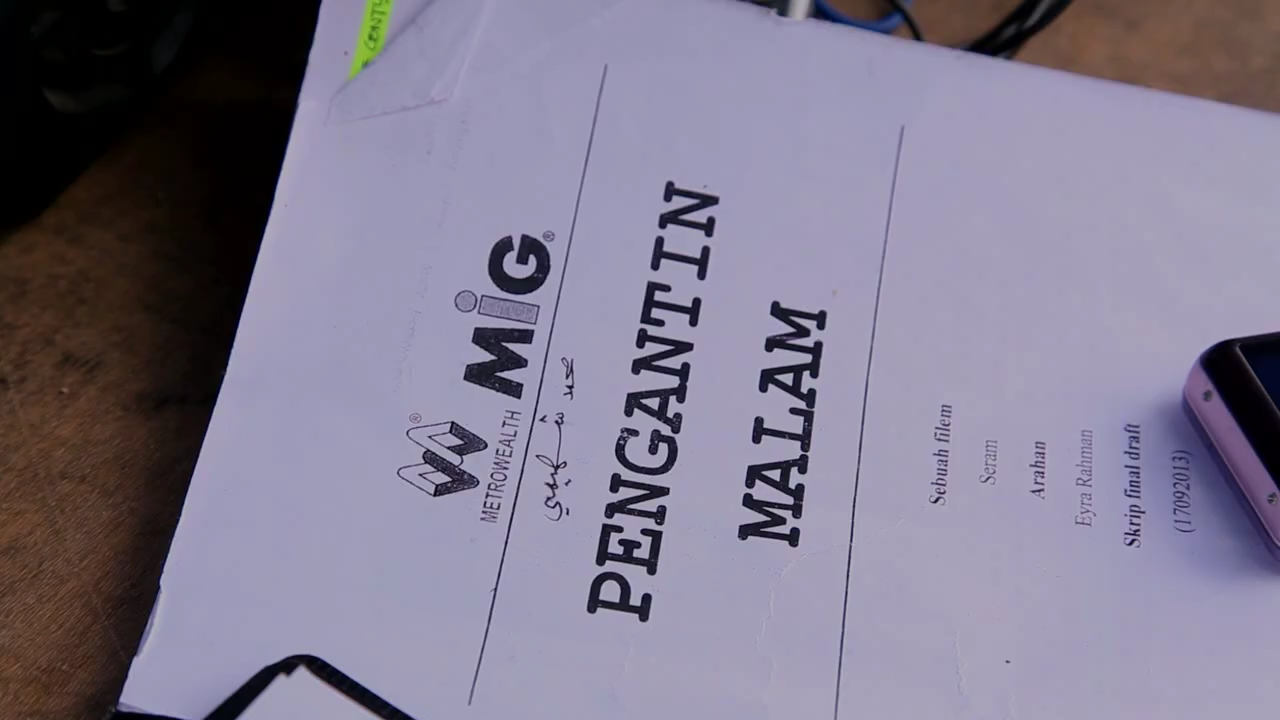 METROWEALTH MiG®
PENGANTIN
MALAM
Sebuah filem
Seram
Arahan
Eyra Rahman
Skrip final draft
(17092013)